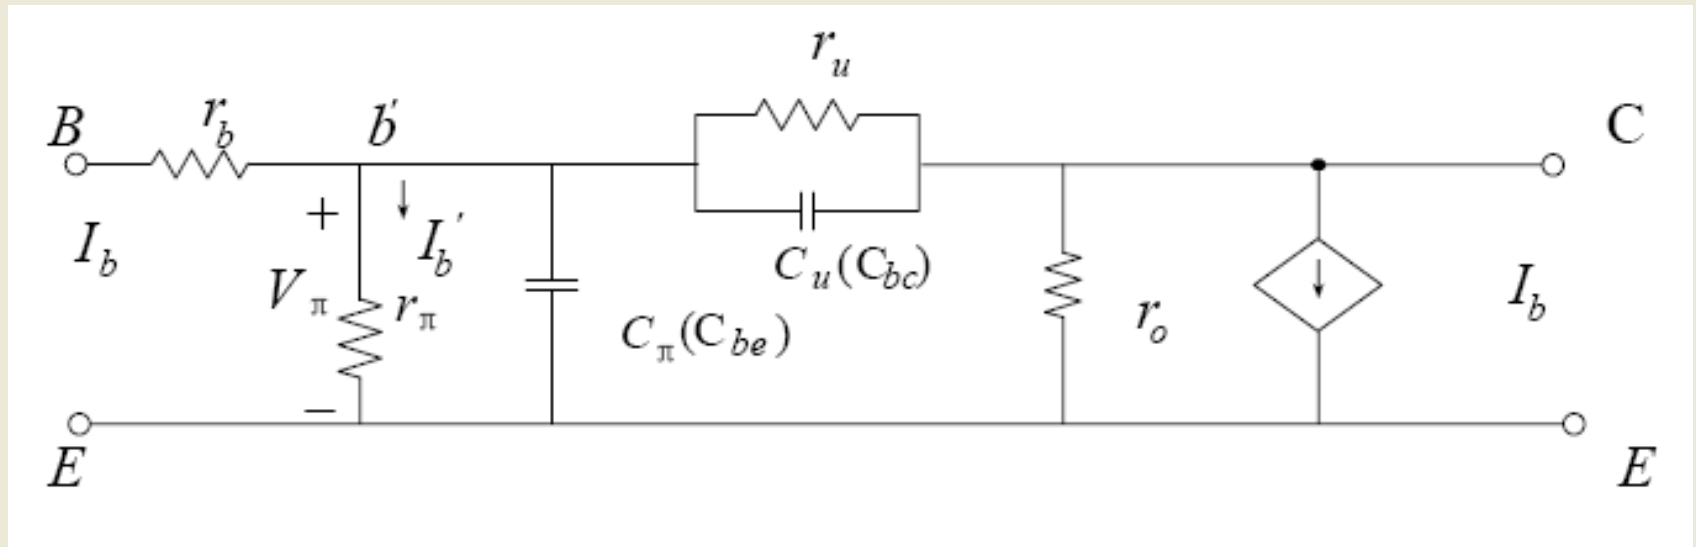 r_u
B r_b b' C
+ I_b'
I_b V_π r_π C_u(C_bc) I_b
C_π(C_be) r_o
−
E E